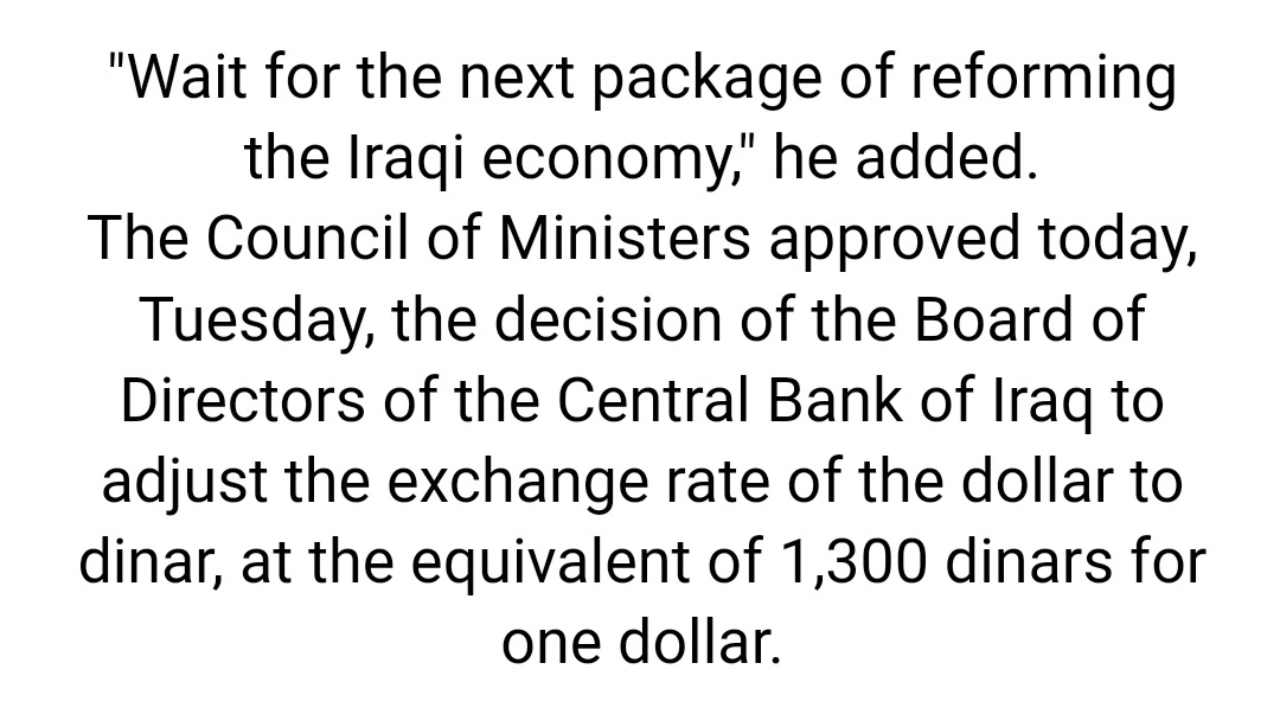 "Wait for the next package of reforming
the Iraqi economy," he added.
The Council of Ministers approved today,
Tuesday, the decision of the Board of
Directors of the Central Bank of Iraq to
adjust the exchange rate of the dollar to
dinar, at the equivalent of 1,300 dinars for
one dollar.